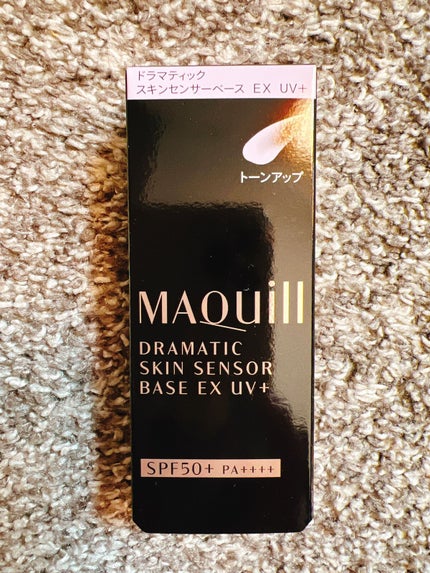 ドラマティック
スキンセンサーベース EX UV+
トーンアップ
MAQuill
DRAMATIC
SKIN SENSOR
BASE EX UV+
SPF50+ PA++++